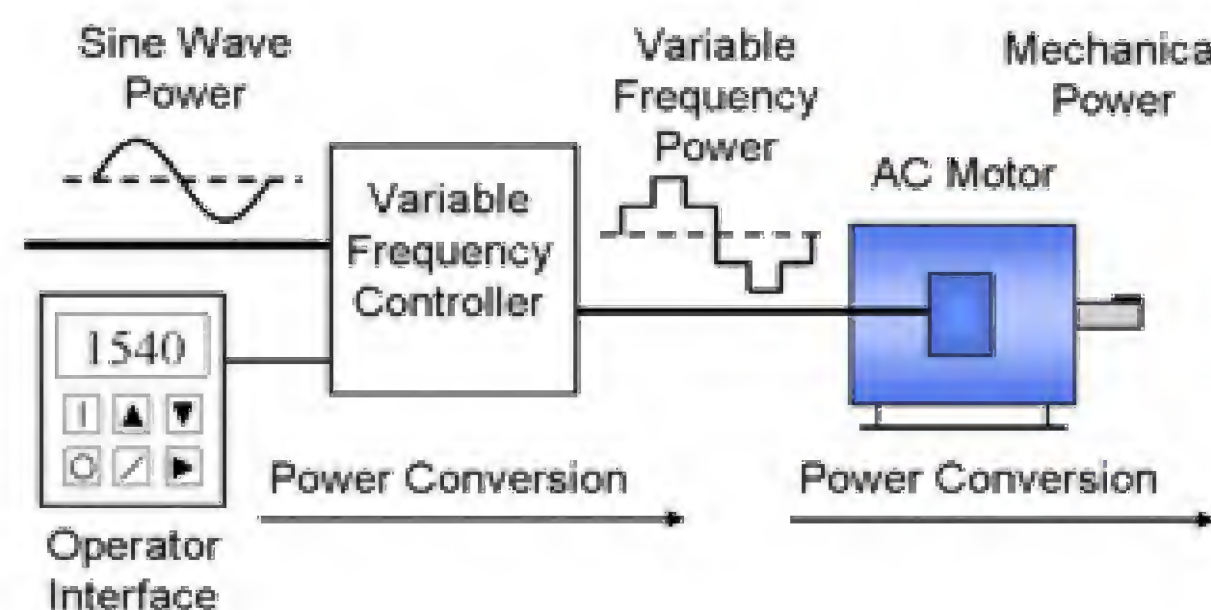 Sine Wave
Power
Variable
Frequency
Power
Mechanica
Power
AC Motor
Variable
Frequency
Controller
1540
Power Conversion
Power Conversion
Operator
Interface